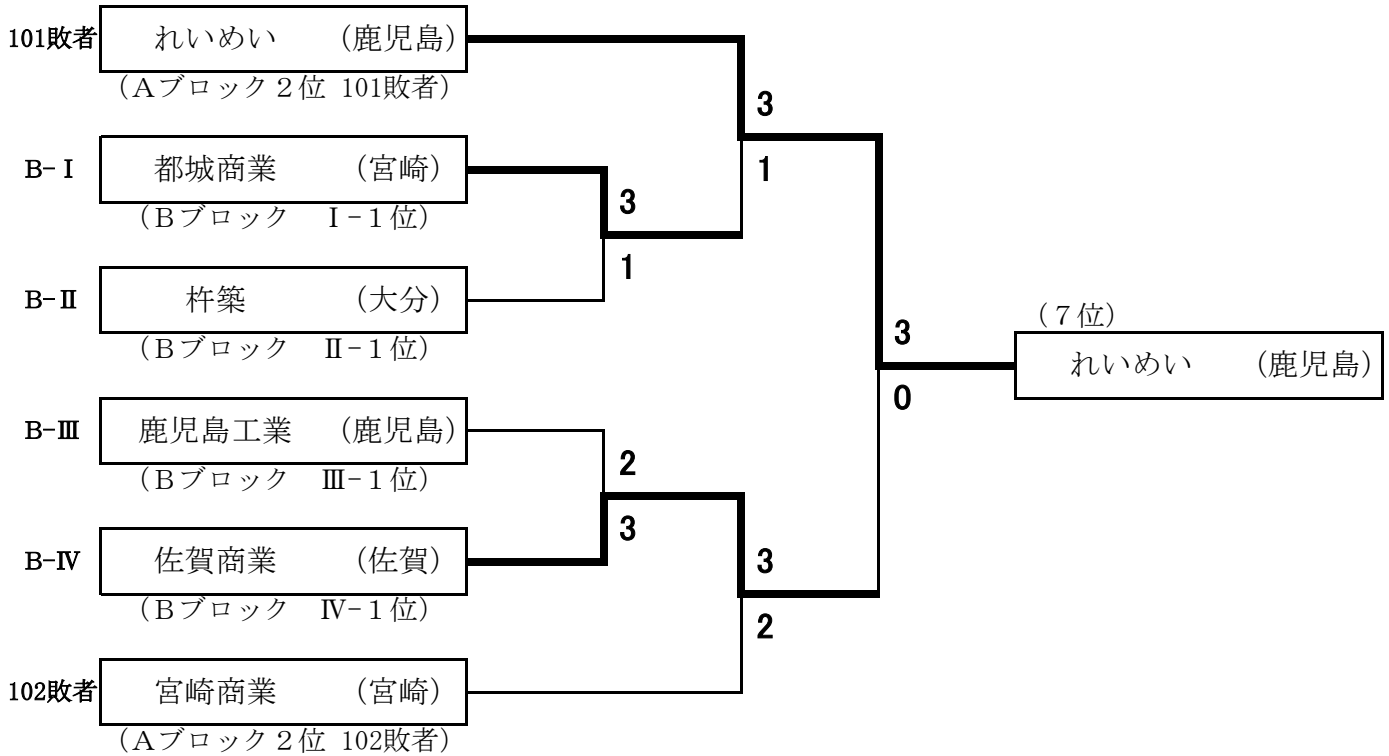 101敗者 れいめい (鹿児島)
(Aブロック２位 101敗者)
3
1
B-Ⅰ 都城商業 (宮崎)
(Bブロック Ⅰ-１位)
3
1
B-Ⅱ 杵築 (大分)
(Bブロック Ⅱ-１位)
(７位)
3
0
れいめい (鹿児島)
B-Ⅲ 鹿児島工業 (鹿児島)
(Bブロック Ⅲ-１位)
2
3
B-Ⅳ 佐賀商業 (佐賀)
(Bブロック Ⅳ-１位)
3
2
102敗者 宮崎商業 (宮崎)
(Aブロック２位 102敗者)